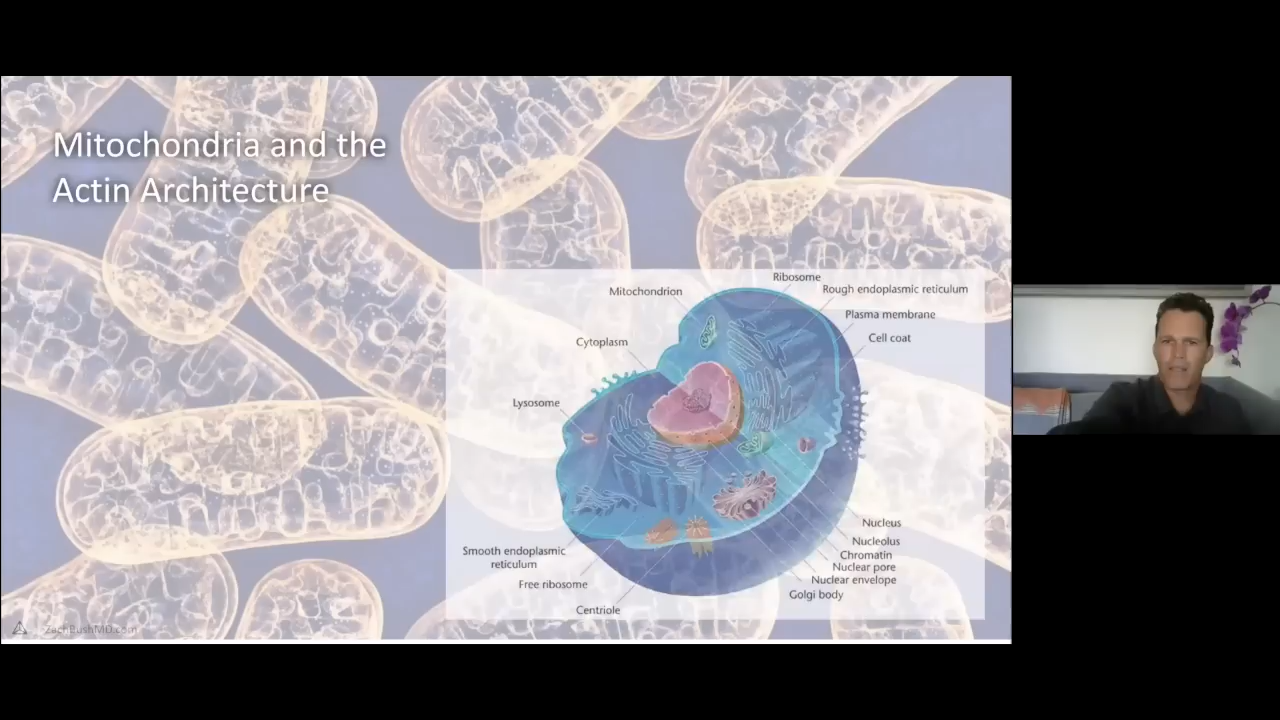 Mitochondria and the
Actin Architecture
Ribosome
Mitochondrion
Rough endoplasmic reticulum
Plasma membrane
Cell coat
Cytoplasm
Lysosome
Nucleus
Nucleolus
Chromatin
Nuclear pore
Nuclear envelope
Golgi body
Smooth endoplasmic
reticulum
Free ribosome
Centriole
ZachBushMD.com